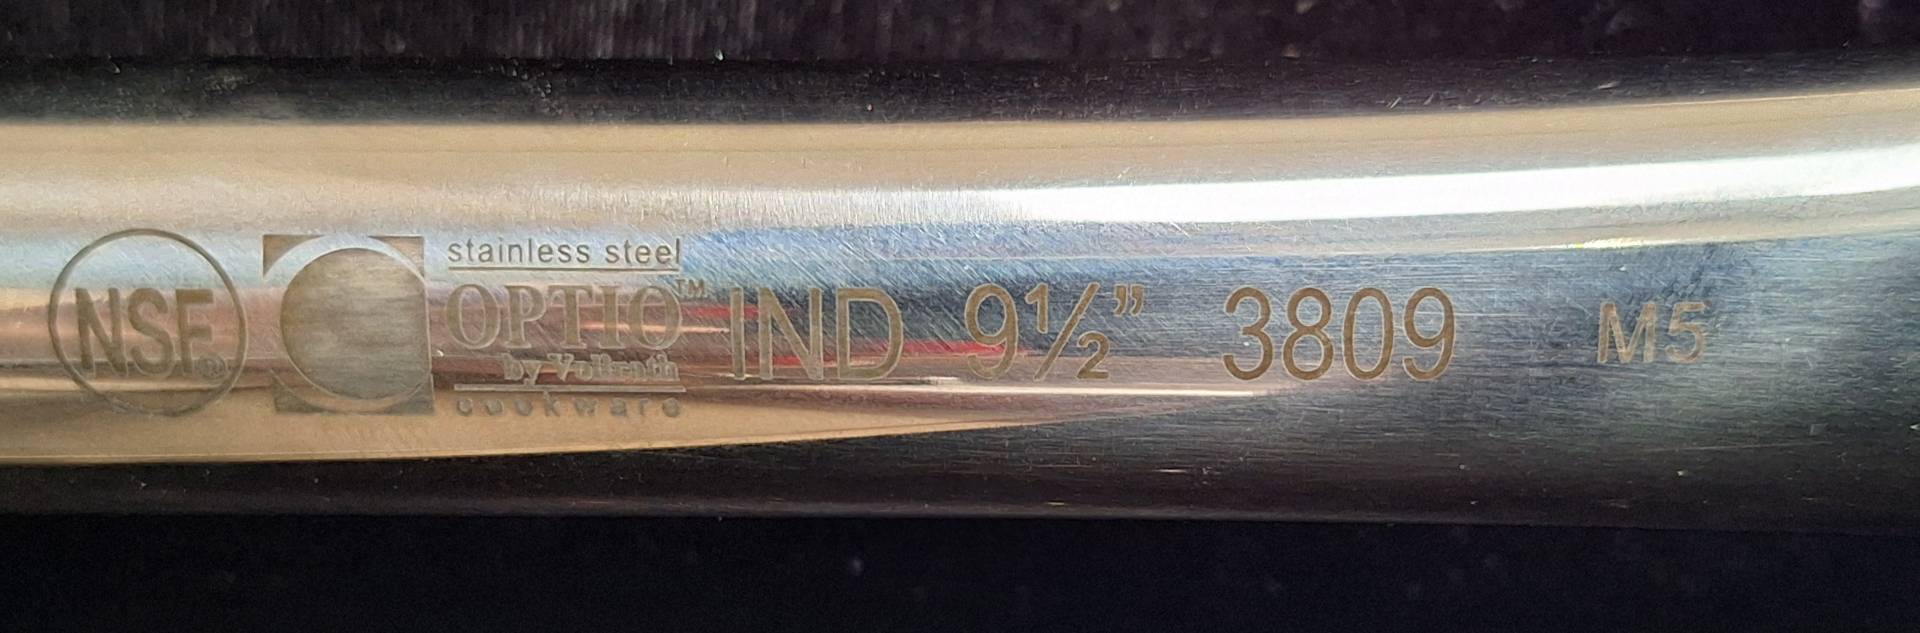 NSF®
stainless steel
OPTIO™
by Vollrath
cookware
IND 9½” 3809 M5